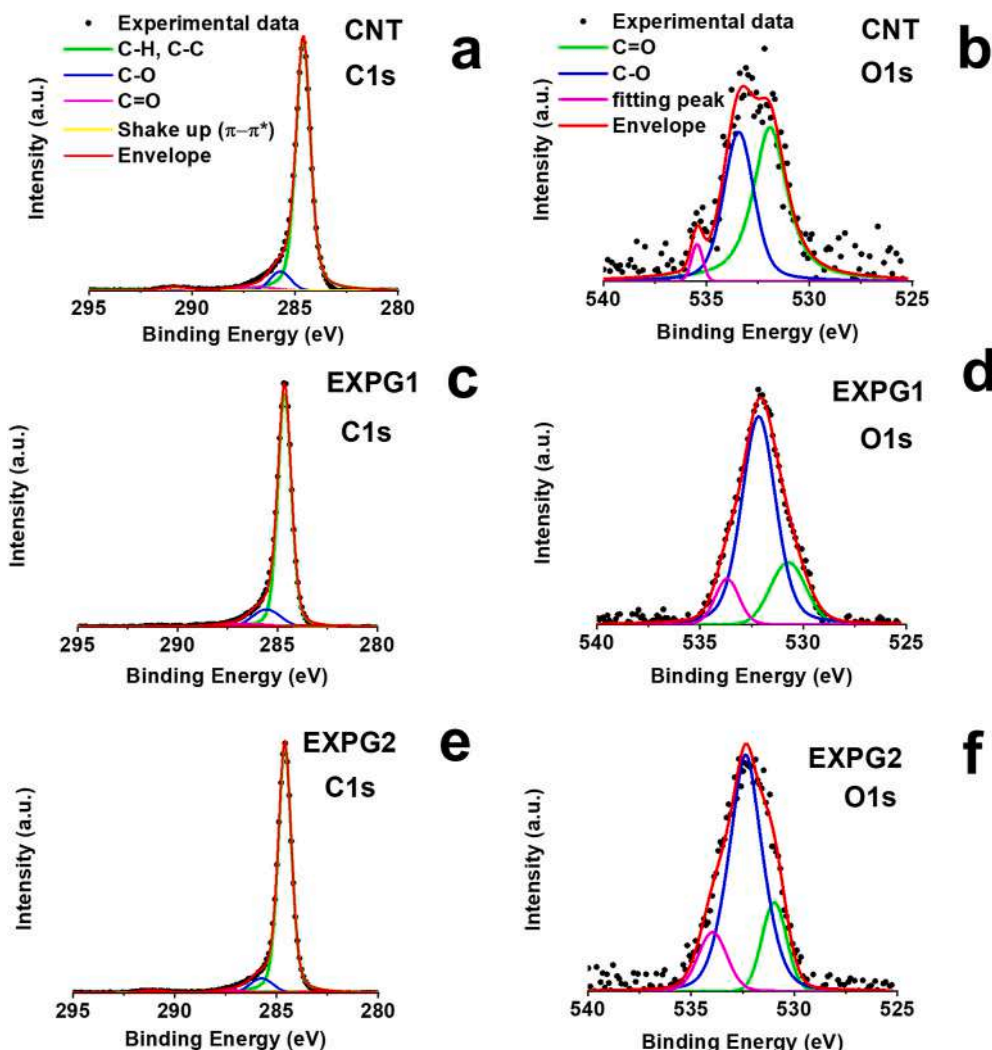 Experimental data
C-H, C-C
C-O
C=O
Shake up (π–π*)
Envelope
CNT
C1s
a
Intensity (a.u.)
295 290 285 280
Binding Energy (eV)
Experimental data
C=O
C-O
fitting peak
Envelope
CNT
O1s
b
Intensity (a.u.)
540 535 530 525
Binding Energy (eV)
EXPG1
C1s
c
Intensity (a.u.)
295 290 285 280
Binding Energy (eV)
EXPG1
O1s
d
Intensity (a.u.)
540 535 530 525
Binding Energy (eV)
EXPG2
C1s
e
Intensity (a.u.)
295 290 285 280
Binding Energy (eV)
EXPG2
O1s
f
Intensity (a.u.)
540 535 530 525
Binding Energy (eV)